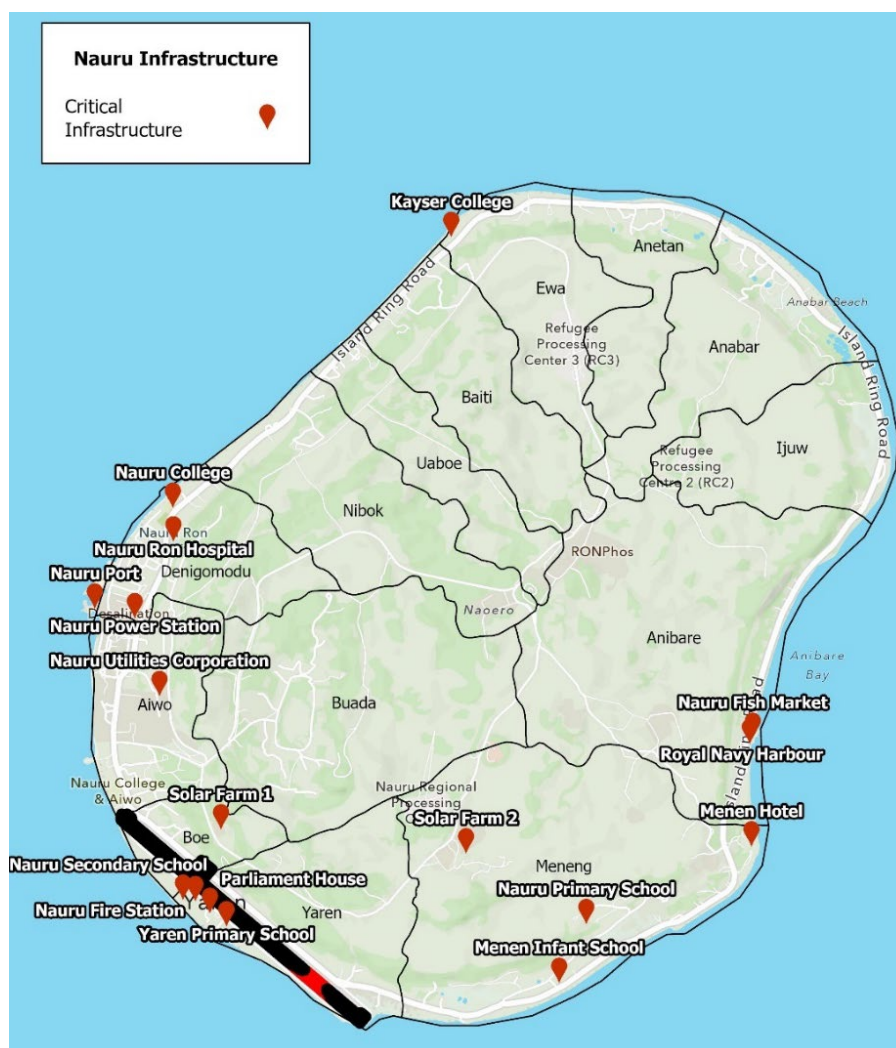 Nauru Infrastructure
Critical
Infrastructure
Kayser College
Anetan
Island Ring Road
Ewa
Anabar Beach
Refugee
Processing
Center 3 (RC3)
Anabar
Island Ring Road
Baiti
Ijuw
Uaboe
Refugee
Processing
Centre 2 (RC2)
Nauru College
Nibok
Nauru Ron
Nauru Ron Hospital
RONPhos
Denigomodu
Nauru Port
Naoero
Desalination
Nauru Power Station
Anibare
Nauru Utilities Corporation
Anibare
Bay
Aiwo
Buada
Nauru Fish Market
Royal Navy Harbour
Nauru College
& Aiwo
Nauru Regional
Processing
Solar Farm 1
Menen Hotel
Boe
Solar Farm 2
Nauru Secondary School
Meneng
Parliament House
Nauru Primary School
Nauru Fire Station
Yaren
Yaren Primary School
Menen Infant School